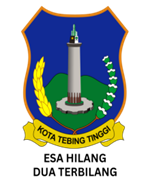 KOTA TEBING TINGGI
ESA HILANG
DUA TERBILANG